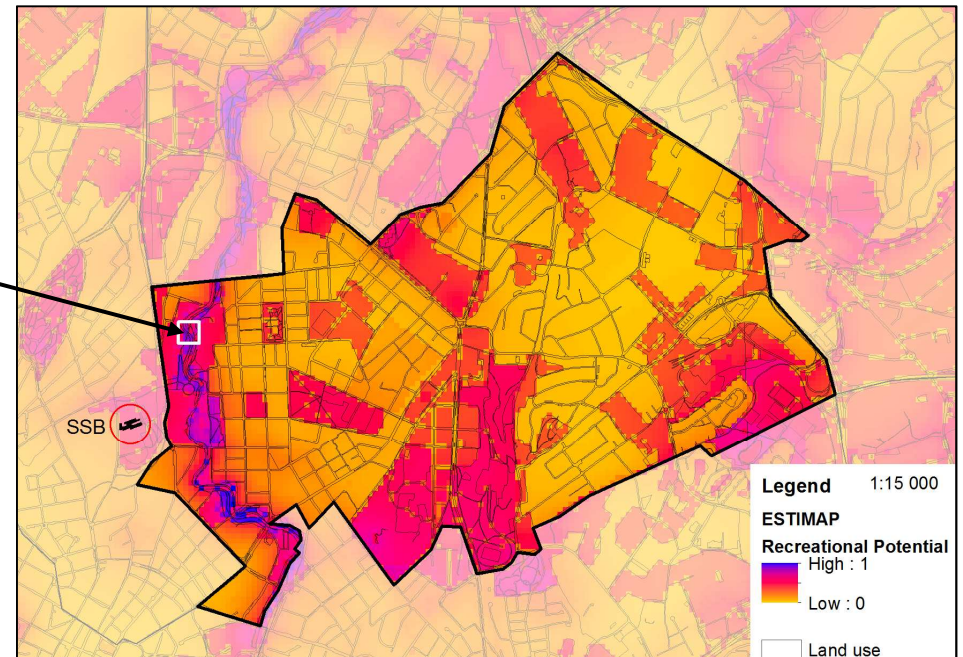 SSB
Legend 1:15 000
ESTIMAP
Recreational Potential
High : 1
Low : 0
Land use